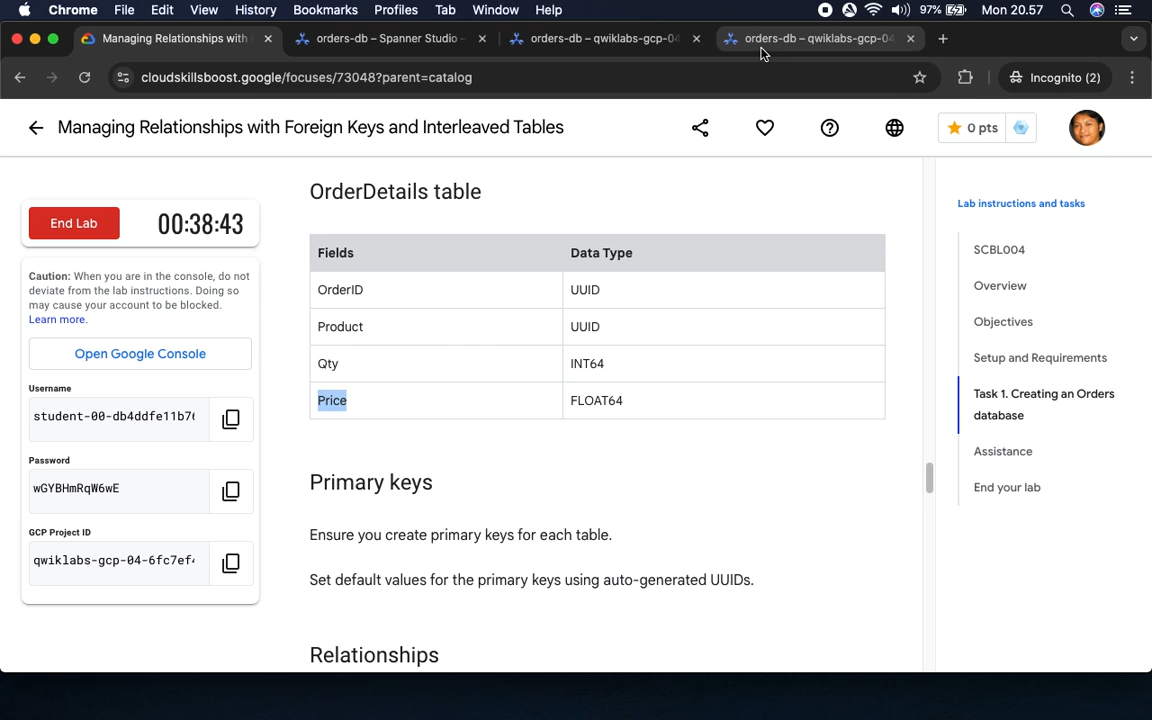 Chrome File Edit View History Bookmarks Profiles Tab Window Help 97% Mon 20.57
Managing Relationships with
orders-db – Spanner Studio
orders-db – qwiklabs-gcp-04
orders-db – qwiklabs-gcp-04
cloudskillsboost.google/focuses/73048?parent=catalog
Incognito (2)
Managing Relationships with Foreign Keys and Interleaved Tables
0 pts
End Lab
00:38:43
Caution: When you are in the console, do not
deviate from the lab instructions. Doing so
may cause your account to be blocked.
Learn more.
Open Google Console
Username
student-00-db4ddfe11b7
Password
wGYBHmRqW6wE
GCP Project ID
qwiklabs-gcp-04-6fc7ef
OrderDetails table
Fields Data Type
OrderID UUID
Product UUID
Qty INT64
Price FLOAT64
Primary keys
Ensure you create primary keys for each table.
Set default values for the primary keys using auto-generated UUIDs.
Relationships
Lab instructions and tasks
SCBL004
Overview
Objectives
Setup and Requirements
Task 1. Creating an Orders
database
Assistance
End your lab